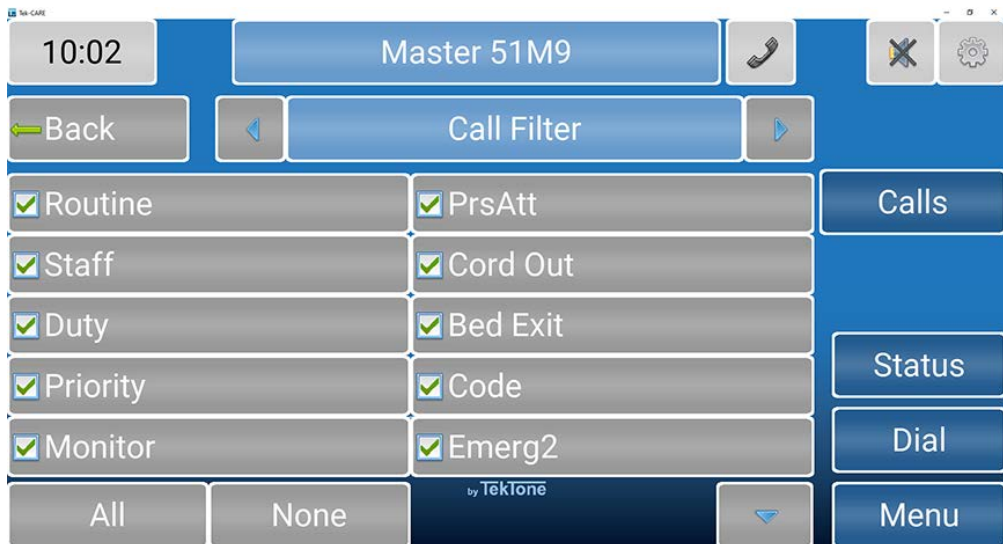 Tek-CARE
10:02
Master 51M9
Back
Call Filter
Routine
PrsAtt
Calls
Staff
Cord Out
Duty
Bed Exit
Status
Priority
Code
Monitor
Emerg2
Dial
All
None
by TekTone
Menu